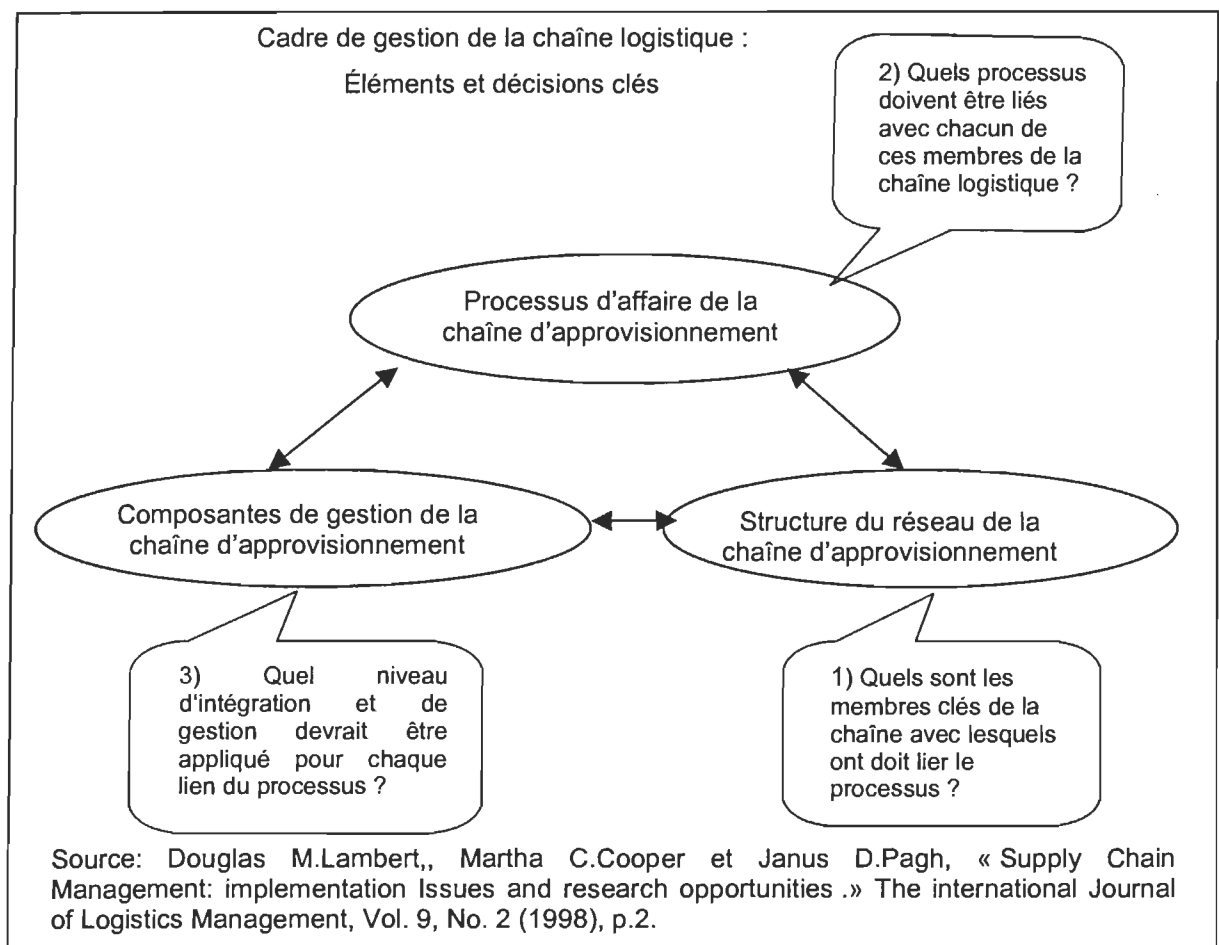 Cadre de gestion de la chaîne logistique :
Éléments et décisions clés
2) Quels processus
doivent être liés
avec chacun de
ces membres de la
chaîne logistique ?
Processus d'affaire de la
chaîne d'approvisionnement
Composantes de gestion de la
chaîne d'approvisionnement
Structure du réseau de la
chaîne d'approvisionnement
3) Quel niveau
d'intégration et de
gestion devrait être
appliqué pour chaque
lien du processus ?
1) Quels sont les
membres clés de la
chaîne avec lesquels
ont doit lier le
processus ?
Source: Douglas M.Lambert,, Martha C.Cooper et Janus D.Pagh, « Supply Chain
Management: implementation Issues and research opportunities .» The international Journal
of Logistics Management, Vol. 9, No. 2 (1998), p.2.